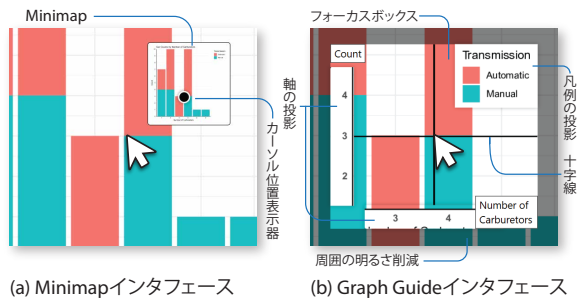 Minimap
カーソル位置表示器
(a) Minimapインタフェース
フォーカスボックス
Count
Transmission
Automatic
Manual
軸の投影
凡例の投影
十字線
4
3
2
3
4
Number of
Carburetors
周囲の明るさ削減
(b) Graph Guideインタフェース